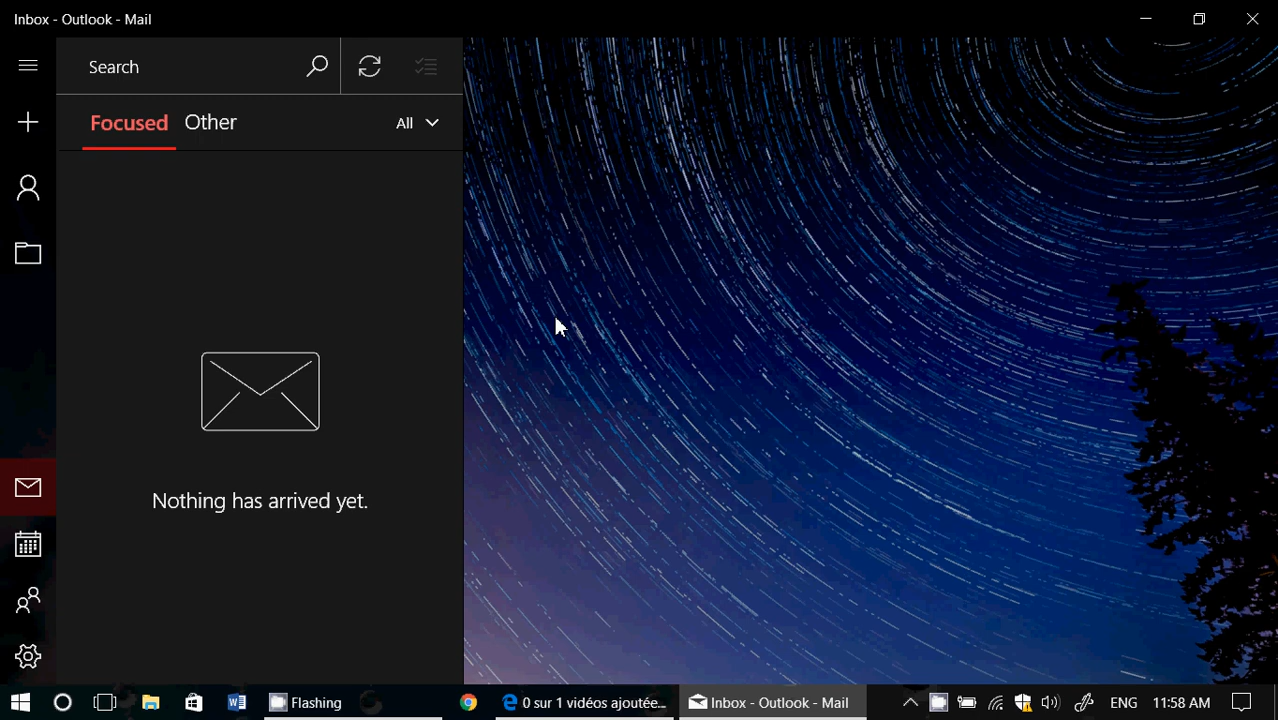 Inbox - Outlook - Mail
Search
Focused Other All
Nothing has arrived yet.
Flashing 0 sur 1 vidéos ajoutée... Inbox - Outlook - Mail ENG 11:58 AM